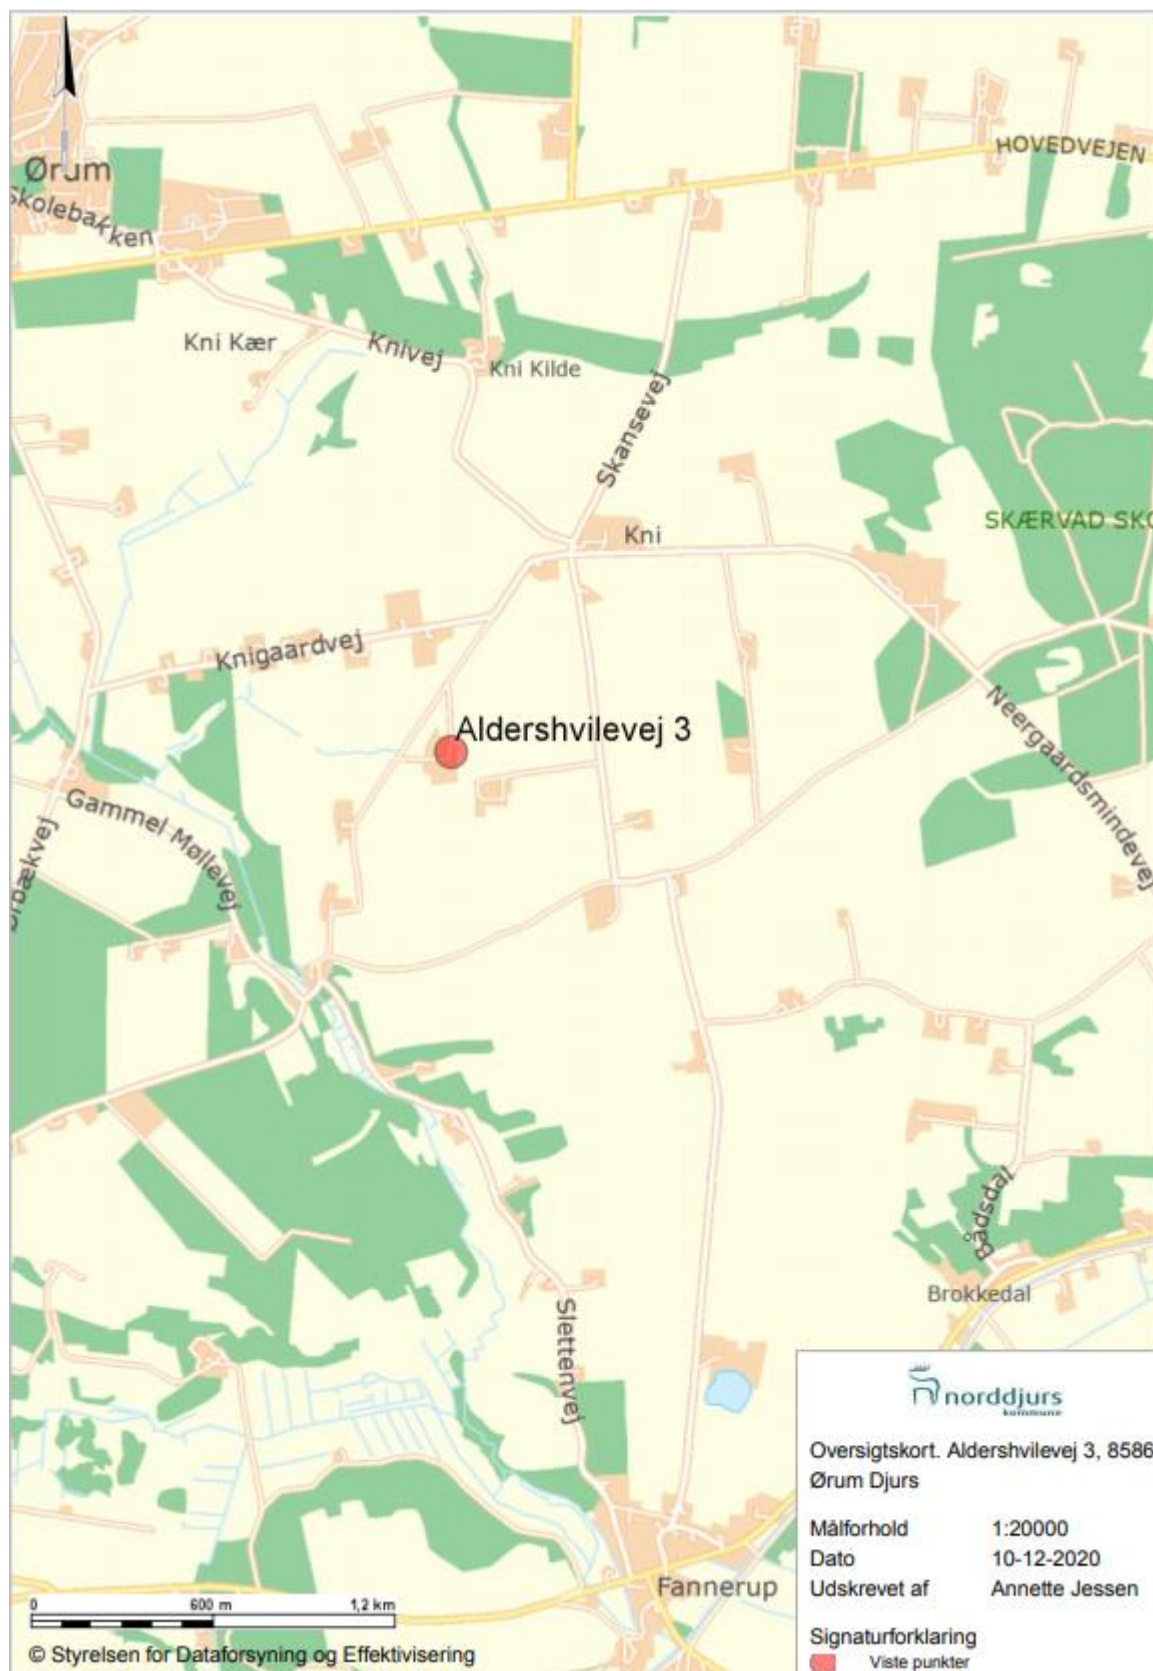 Ørum
Skolebakken
HOVEDVEJEN
Kni Kær
Knivej
Kni Kilde
Skansevej
Kni
SKÆRVAD SKO
Knigaardvej
Aldershvilevej 3
Neergaardsmindevej
Gammel Møllevej
Bådsdal
Brokkedal
Slettenvej
Fannerup
norddjurs
kommune
Oversigtskort. Aldershvilevej 3, 8586
Ørum Djurs
Målforhold 1:20000
Dato 10-12-2020
Udskrevet af Annette Jessen
Signaturforklaring
Viste punkter
0 600 m 1,2 km
© Styrelsen for Dataforsyning og Effektivisering